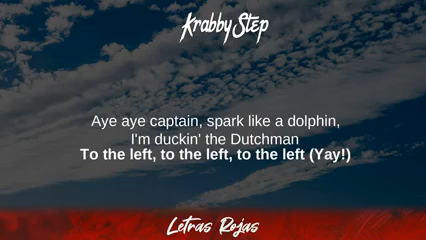 Krabby Step
Aye aye captain, spark like a dolphin,
I'm duckin' the Dutchman
To the left, to the left, to the left (Yay!)
Letras Rojas